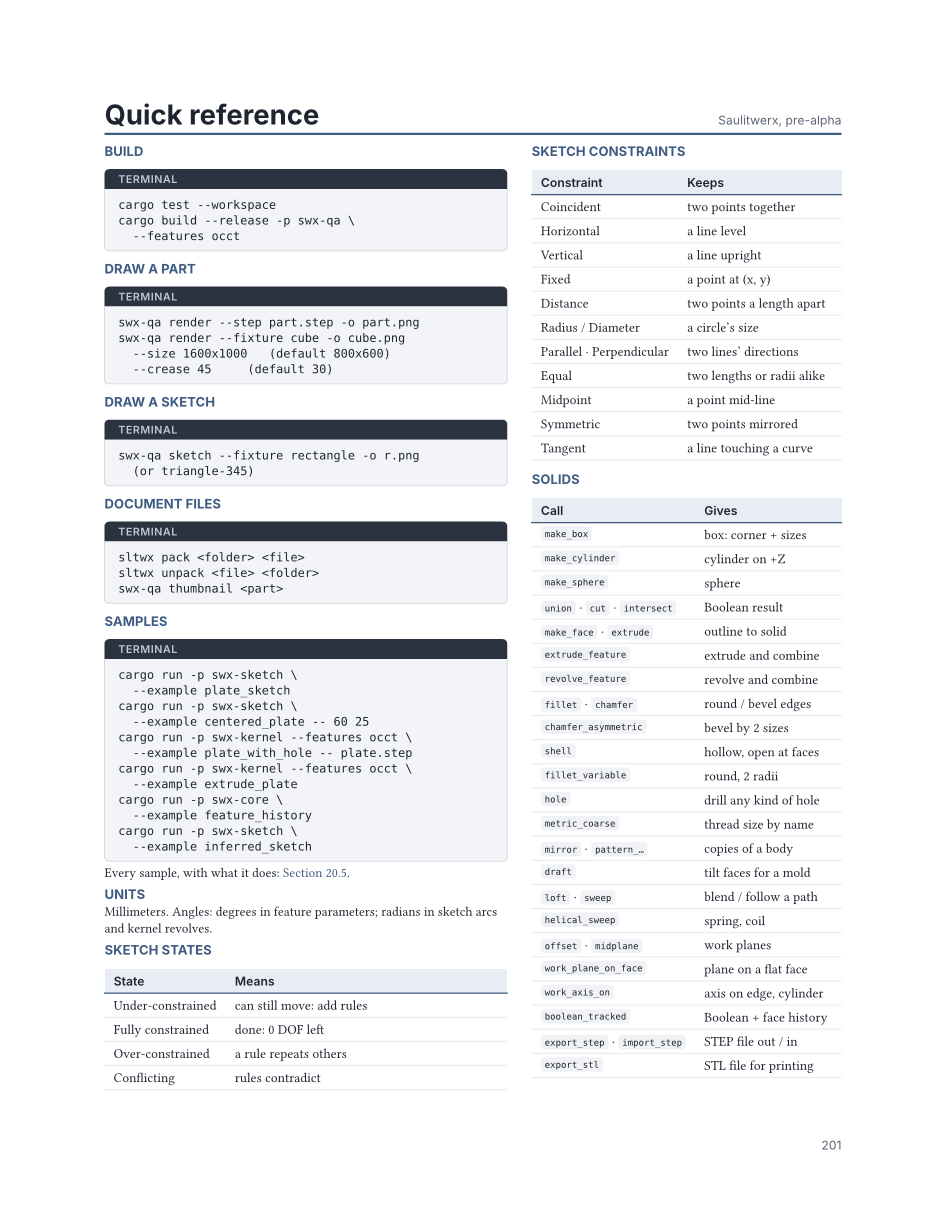 Quick reference
Saulitwerx, pre-alpha
BUILD
TERMINAL
cargo test --workspace
cargo build --release -p swx-qa \
  --features occt
DRAW A PART
TERMINAL
swx-qa render --step part.step -o part.png
swx-qa render --fixture cube -o cube.png
  --size 1600x1000   (default 800x600)
  --crease 45     (default 30)
DRAW A SKETCH
TERMINAL
swx-qa sketch --fixture rectangle -o r.png
  (or triangle-345)
DOCUMENT FILES
TERMINAL
sltwx pack <folder> <file>
sltwx unpack <file> <folder>
swx-qa thumbnail <part>
SAMPLES
TERMINAL
cargo run -p swx-sketch \
  --example plate_sketch
cargo run -p swx-sketch \
  --example centered_plate -- 60 25
cargo run -p swx-kernel --features occt \
  --example plate_with_hole -- plate.step
cargo run -p swx-kernel --features occt \
  --example extrude_plate
cargo run -p swx-core \
  --example feature_history
cargo run -p swx-sketch \
  --example inferred_sketch
Every sample, with what it does: Section 20.5.
UNITS
Millimeters. Angles: degrees in feature parameters; radians in sketch arcs
and kernel revolves.
SKETCH STATES
State Means
Under-constrained can still move: add rules
Fully constrained done: 0 DOF left
Over-constrained a rule repeats others
Conflicting rules contradict
SKETCH CONSTRAINTS
Constraint Keeps
Coincident two points together
Horizontal a line level
Vertical a line upright
Fixed a point at (x, y)
Distance two points a length apart
Radius / Diameter a circle's size
Parallel · Perpendicular two lines' directions
Equal two lengths or radii alike
Midpoint a point mid-line
Symmetric two points mirrored
Tangent a line touching a curve
SOLIDS
Call Gives
make_box box: corner + sizes
make_cylinder cylinder on +Z
make_sphere sphere
union · cut · intersect Boolean result
make_face · extrude outline to solid
extrude_feature extrude and combine
revolve_feature revolve and combine
fillet · chamfer round / bevel edges
chamfer_asymmetric bevel by 2 sizes
shell hollow, open at faces
fillet_variable round, 2 radii
hole drill any kind of hole
metric_coarse thread size by name
mirror · pattern_… copies of a body
draft tilt faces for a mold
loft · sweep blend / follow a path
helical_sweep spring, coil
offset · midplane work planes
work_plane_on_face plane on a flat face
work_axis_on axis on edge, cylinder
boolean_tracked Boolean + face history
export_step · import_step STEP file out / in
export_stl STL file for printing
201